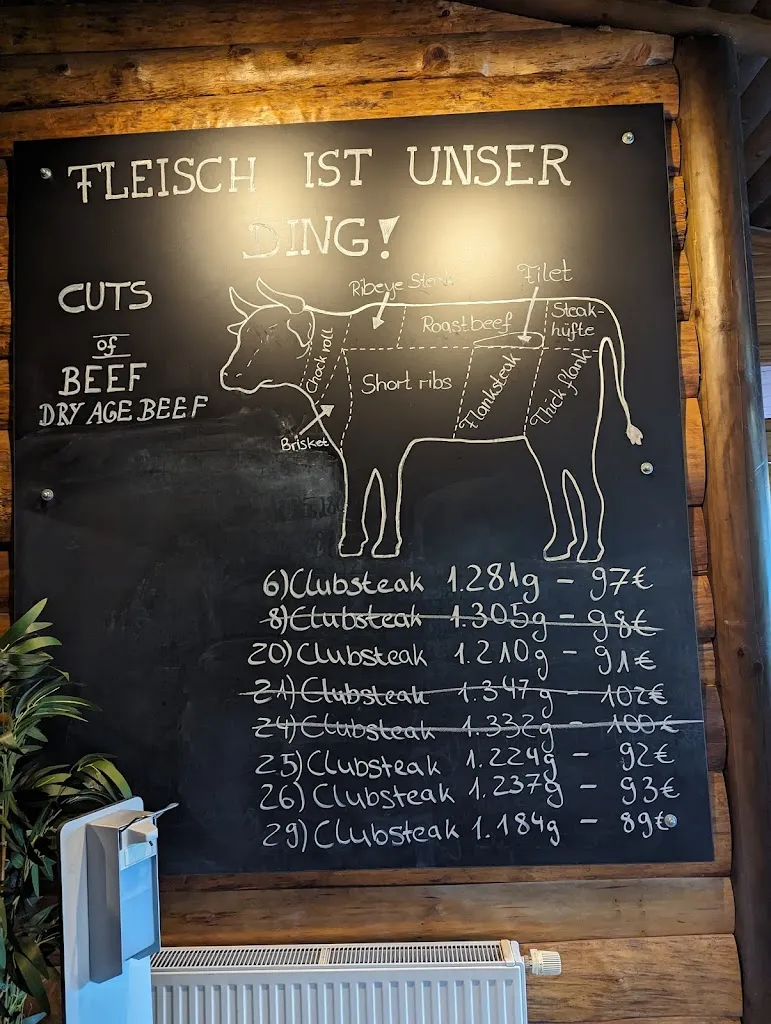 FLEISCH IST UNSER
DING!
CUTS
of
BEEF
DRY AGE BEEF
Ribeye Steak
Filet
Chock roll
Roastbeef
Steak-
hüfte
Short ribs
Flanksteak
Thick flank
Brisket
6) Clubsteak 1.281g - 97€
8) Clubsteak 1.305g - 98€
20) Clubsteak 1.210g - 91€
21) Clubsteak 1.347g - 102€
24) Clubsteak 1.332g - 100€
25) Clubsteak 1.224g - 92€
26) Clubsteak 1.237g - 93€
29) Clubsteak 1.184g - 89€